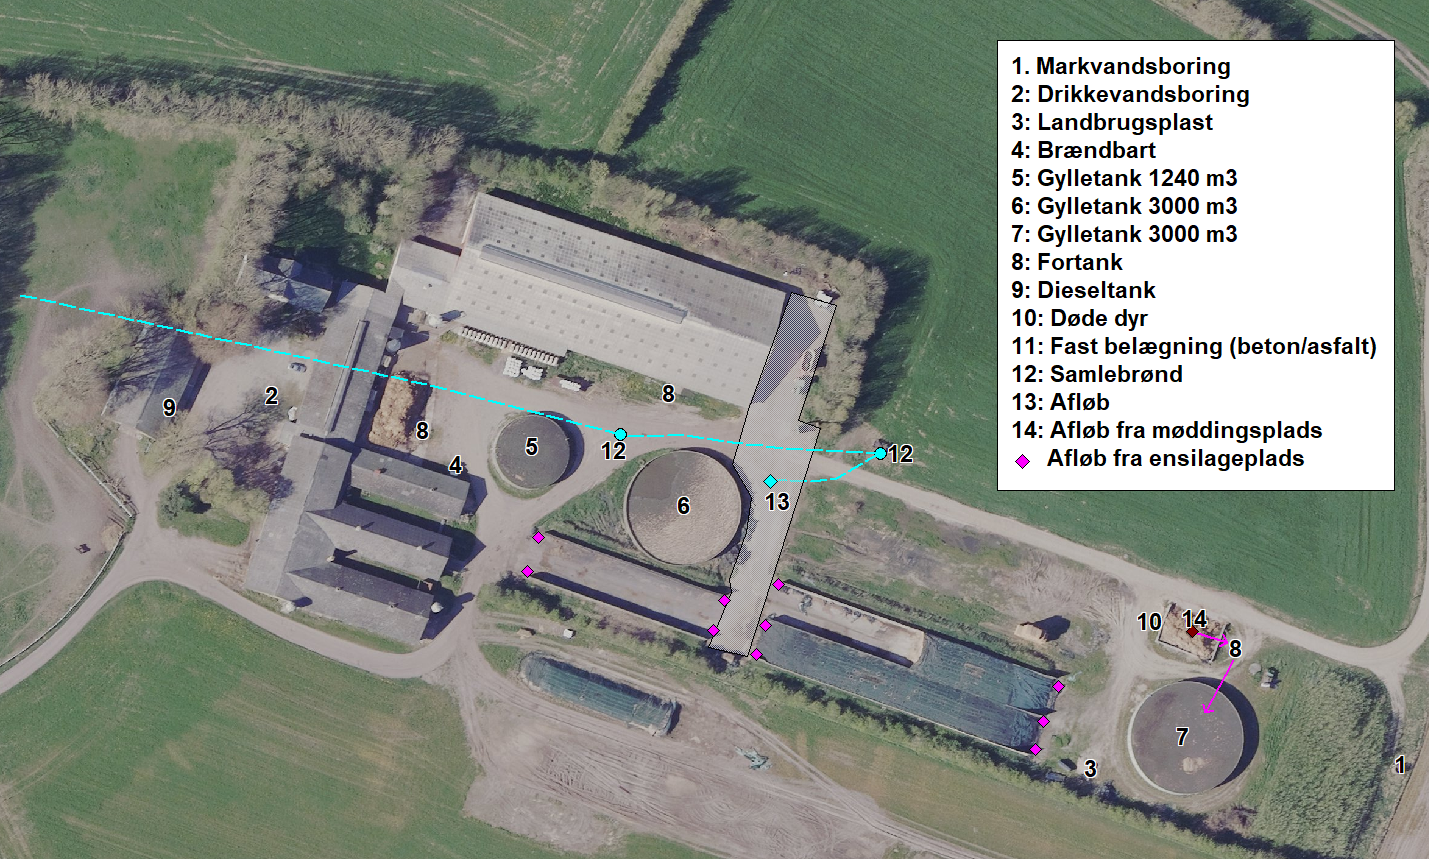 1. Markvandsboring
2: Drikkevandsboring
3: Landbrugsplast
4: Brændbart
5: Gylletank 1240 m3
6: Gylletank 3000 m3
7: Gylletank 3000 m3
8: Fortank
9: Dieseltank
10: Døde dyr
11: Fast belægning (beton/asfalt)
12: Samlebrønd
13: Afløb
14: Afløb fra møddingsplads
Afløb fra ensilageplads
2
9
8
8
4
5
12
12
6
13
10
14
8
7
3
1